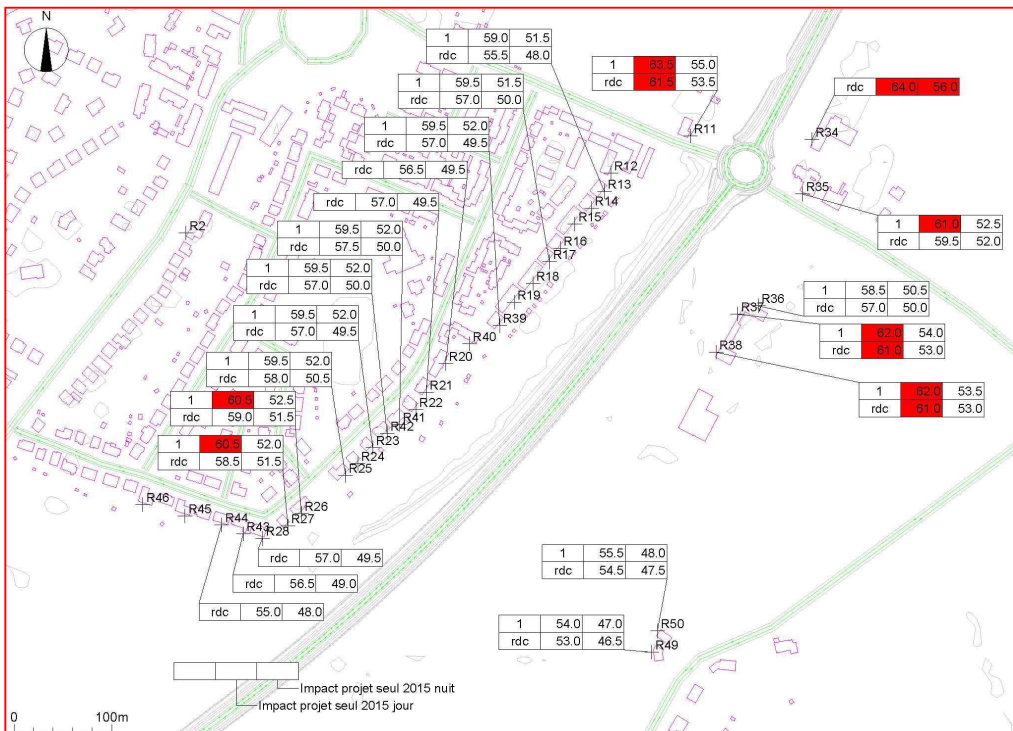 N
1 59.0 51.5
rdc 55.5 48.0
1 63.5 55.0
rdc 61.5 53.5
1 59.5 51.5
rdc 57.0 50.0
rdc 64.0 56.0
1 59.5 52.0
rdc 57.0 49.5
R11
R34
rdc 56.5 49.5
R12
R13
R14
R35
rdc 57.0 49.5
R15
R2
1 61.0 52.5
rdc 59.5 52.0
1 59.5 52.0
rdc 57.5 50.0
R16
R17
1 59.5 52.0
rdc 57.0 50.0
R18
R19
R36
R37
1 58.5 50.5
rdc 57.0 50.0
1 59.5 52.0
rdc 57.0 49.5
R39
R38
1 62.0 54.0
rdc 61.0 53.0
R40
R20
1 59.5 52.0
rdc 58.0 50.5
R21
1 62.0 53.5
rdc 61.0 53.0
1 60.5 52.5
rdc 59.0 51.5
R22
R41
R42
R23
1 60.5 52.0
rdc 58.5 51.5
R24
R25
R46
R45
R44
R43
R28
R27
R26
rdc 57.0 49.5
1 55.5 48.0
rdc 54.5 47.5
rdc 56.5 49.0
rdc 55.0 48.0
1 54.0 47.0
rdc 53.0 46.5
R50
R49
Impact projet seul 2015 nuit
Impact projet seul 2015 jour
0 100m